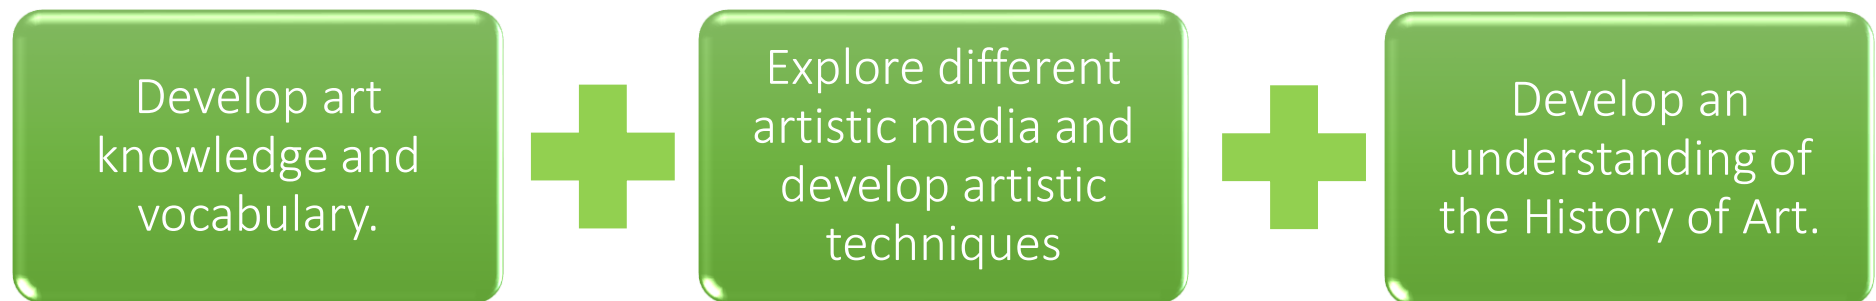 Develop art
knowledge and
vocabulary.
Explore different
artistic media and
develop artistic
techniques
Develop an
understanding of
the History of Art.